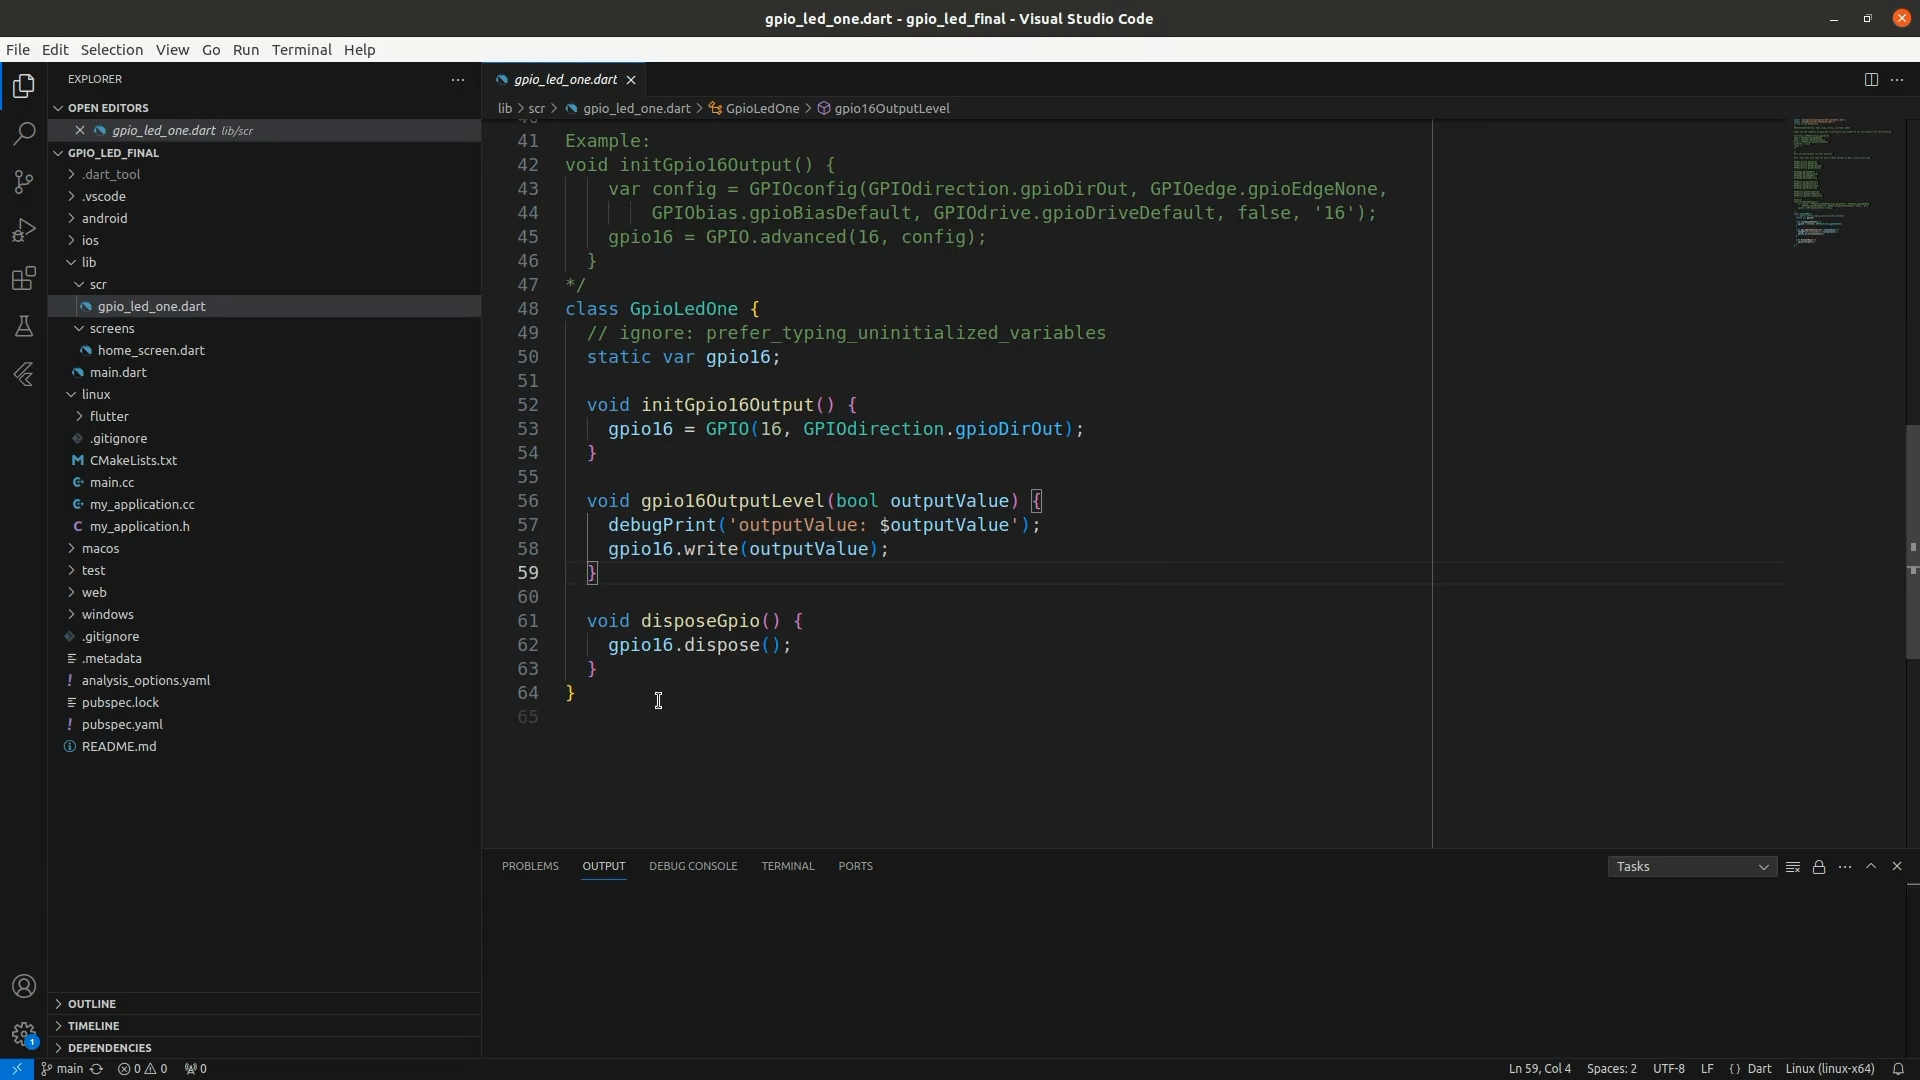 gpio_led_one.dart - gpio_led_final - Visual Studio Code
File Edit Selection View Go Run Terminal Help
EXPLORER
OPEN EDITORS
gpio_led_one.dart lib/scr
GPIO_LED_FINAL
.dart_tool
.vscode
android
ios
lib
scr
gpio_led_one.dart
screens
home_screen.dart
main.dart
linux
flutter
.gitignore
CMakeLists.txt
main.cc
my_application.cc
my_application.h
macos
test
web
windows
.gitignore
.metadata
analysis_options.yaml
pubspec.lock
pubspec.yaml
README.md
OUTLINE
TIMELINE
DEPENDENCIES
gpio_led_one.dart
lib > scr > gpio_led_one.dart > GpioLedOne > gpio16OutputLevel
41 Example:
42 void initGpio16Output() {
43 var config = GPIOconfig(GPIOdirection.gpioDirOut, GPIOedge.gpioEdgeNone,
44 GPIObias.gpioBiasDefault, GPIOdrive.gpioDriveDefault, false, '16');
45 gpio16 = GPIO.advanced(16, config);
46 }
47 */
48 class GpioLedOne {
49 // ignore: prefer_typing_uninitialized_variables
50 static var gpio16;
51
52 void initGpio16Output() {
53 gpio16 = GPIO(16, GPIOdirection.gpioDirOut);
54 }
55
56 void gpio16OutputLevel(bool outputValue) {
57 debugPrint('outputValue: $outputValue');
58 gpio16.write(outputValue);
59 }
60
61 void disposeGpio() {
62 gpio16.dispose();
63 }
64 }
65
PROBLEMS OUTPUT DEBUG CONSOLE TERMINAL PORTS
Tasks
1
main 0 0 0
Ln 59, Col 4 Spaces: 2 UTF-8 LF { } Dart Linux (linux-x64)